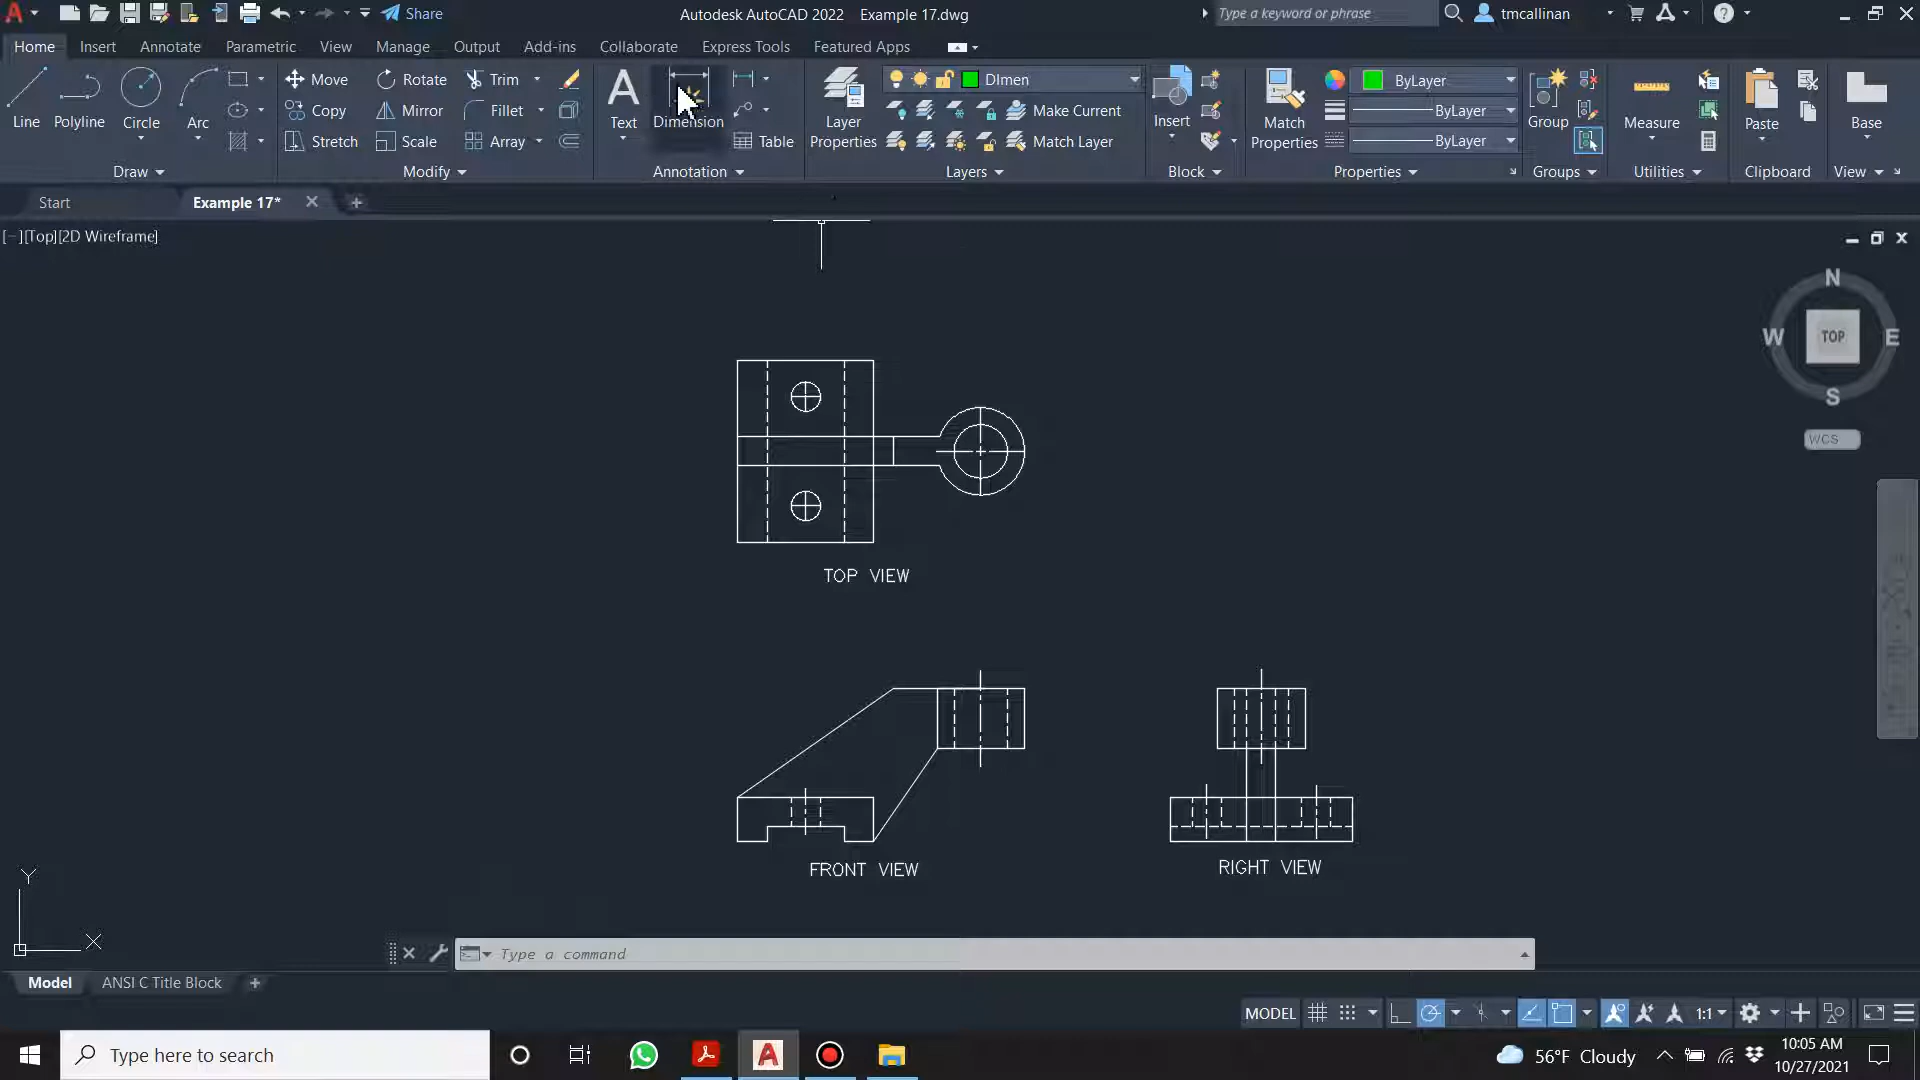 Share
Autodesk AutoCAD 2022 Example 17.dwg
Type a keyword or phrase
tmcallinan
Home Insert Annotate Parametric View Manage Output Add-ins Collaborate Express Tools Featured Apps
Line
Polyline
Circle
Arc
Move Rotate Trim
Copy Mirror Fillet
Stretch Scale Array
Text
Dimension
Table
Layer Properties
DImen
Make Current
Match Layer
Insert
Match Properties
ByLayer
ByLayer
ByLayer
Group
Measure
Paste
Base
Draw Modify Annotation Layers Block Properties Groups Utilities Clipboard View
Start Example 17*
[−][Top][2D Wireframe]
N
W TOP E
S
WCS
TOP VIEW
FRONT VIEW
RIGHT VIEW
Y
X
Type a command
Model ANSI C Title Block
MODEL 1:1
Type here to search
56°F Cloudy
10:05 AM
10/27/2021